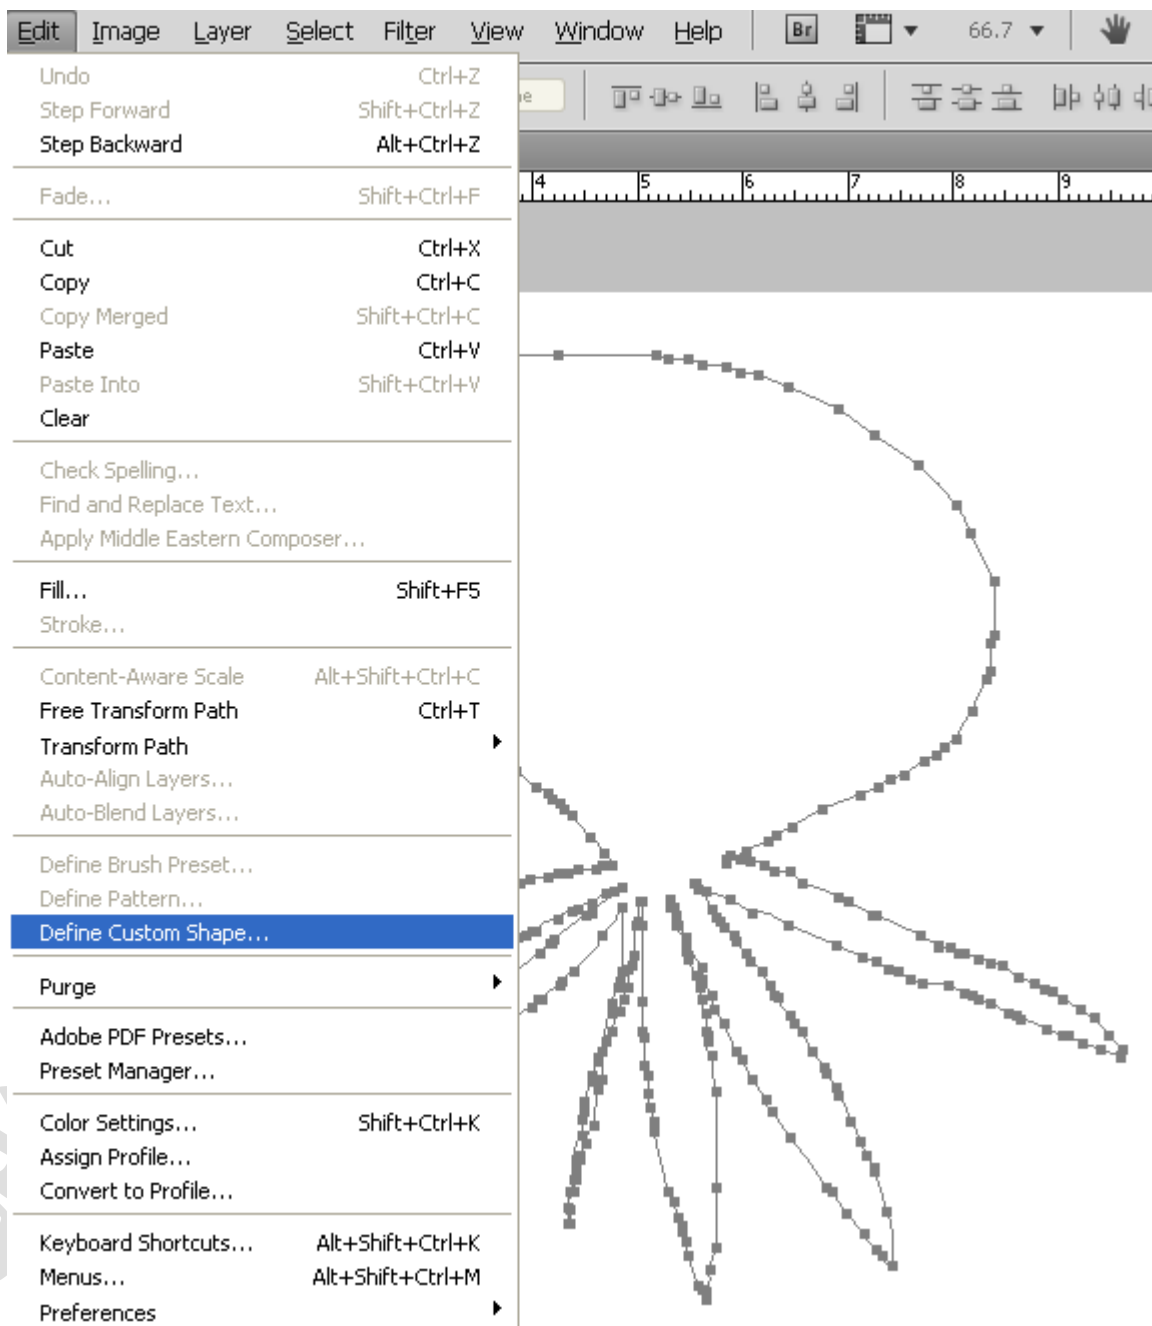 Edit Image Layer Select Filter View Window Help Br 66.7
Undo Ctrl+Z
Step Forward Shift+Ctrl+Z
Step Backward Alt+Ctrl+Z
Fade... Shift+Ctrl+F
4 5 6 7 8 9
Cut Ctrl+X
Copy Ctrl+C
Copy Merged Shift+Ctrl+C
Paste Ctrl+V
Paste Into Shift+Ctrl+V
Clear
Check Spelling...
Find and Replace Text...
Apply Middle Eastern Composer...
Fill... Shift+F5
Stroke...
Content-Aware Scale Alt+Shift+Ctrl+C
Free Transform Path Ctrl+T
Transform Path
Auto-Align Layers...
Auto-Blend Layers...
Define Brush Preset...
Define Pattern...
Define Custom Shape...
Purge
Adobe PDF Presets...
Preset Manager...
Color Settings... Shift+Ctrl+K
Assign Profile...
Convert to Profile...
Keyboard Shortcuts... Alt+Shift+Ctrl+K
Menus... Alt+Shift+Ctrl+M
Preferences